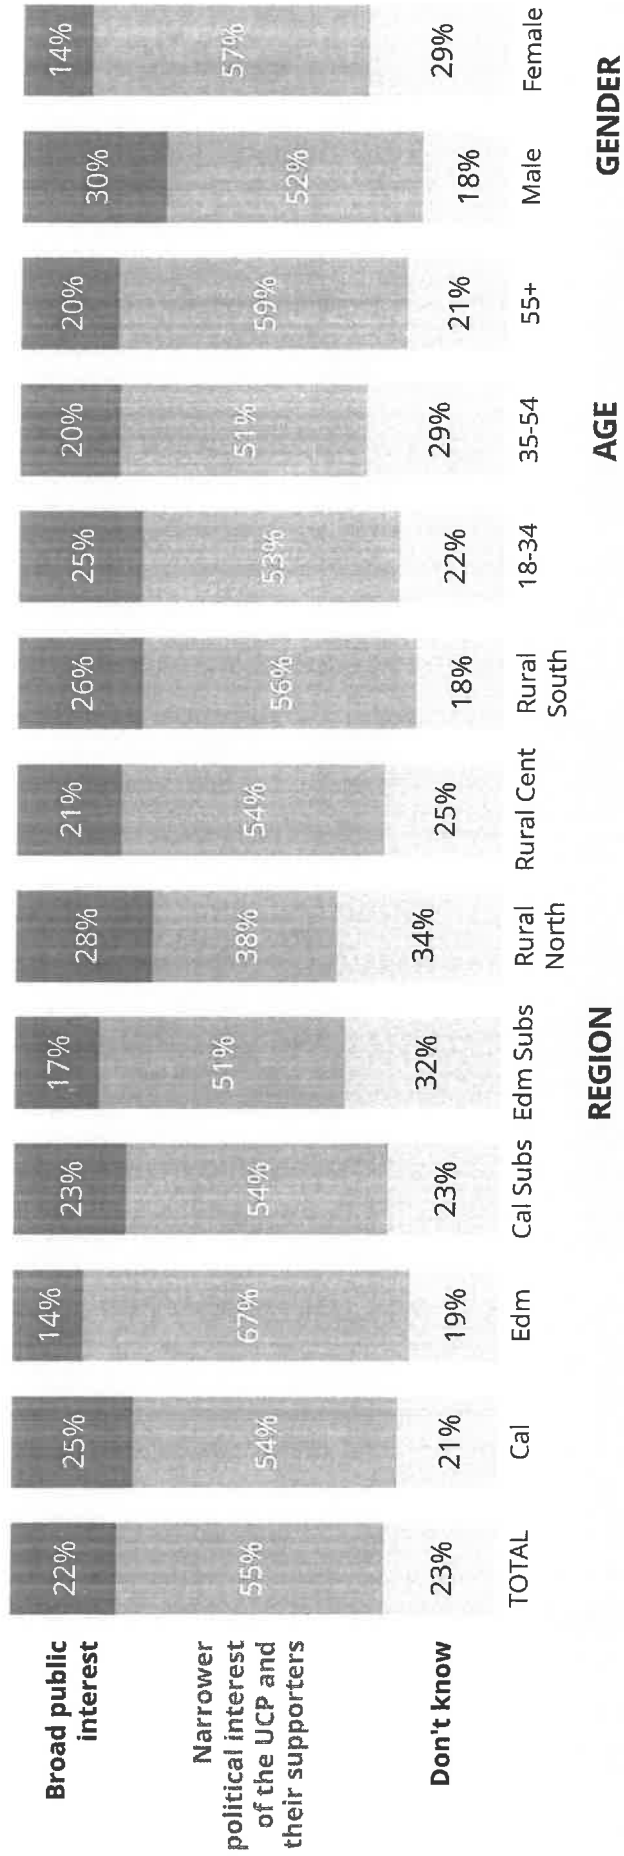 Broad public
interest
22% 25% 14% 23% 17% 28% 21% 26% 25% 20% 20% 30% 14%
Narrower
political interest
of the UCP and
their supporters
55% 54% 67% 54% 51% 38% 54% 56% 53% 51% 59% 52% 57%
Don't know
23% 21% 19% 23% 32% 34% 25% 18% 22% 29% 21% 18% 29%
TOTAL Cal Edm Cal Subs Edm Subs Rural Rural Cent Rural 18-34 35-54 55+ Male Female
North South
REGION AGE GENDER